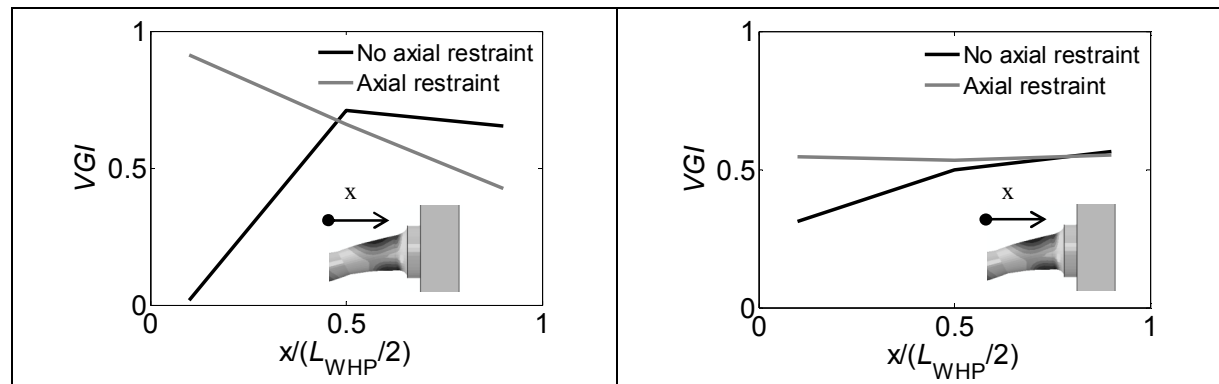 1
No axial restraint
Axial restraint
VGI
0.5
x
0
0
0.5
1
x/(L_WHP/2)
1
No axial restraint
Axial restraint
VGI
0.5
x
0
0
0.5
1
x/(L_WHP/2)